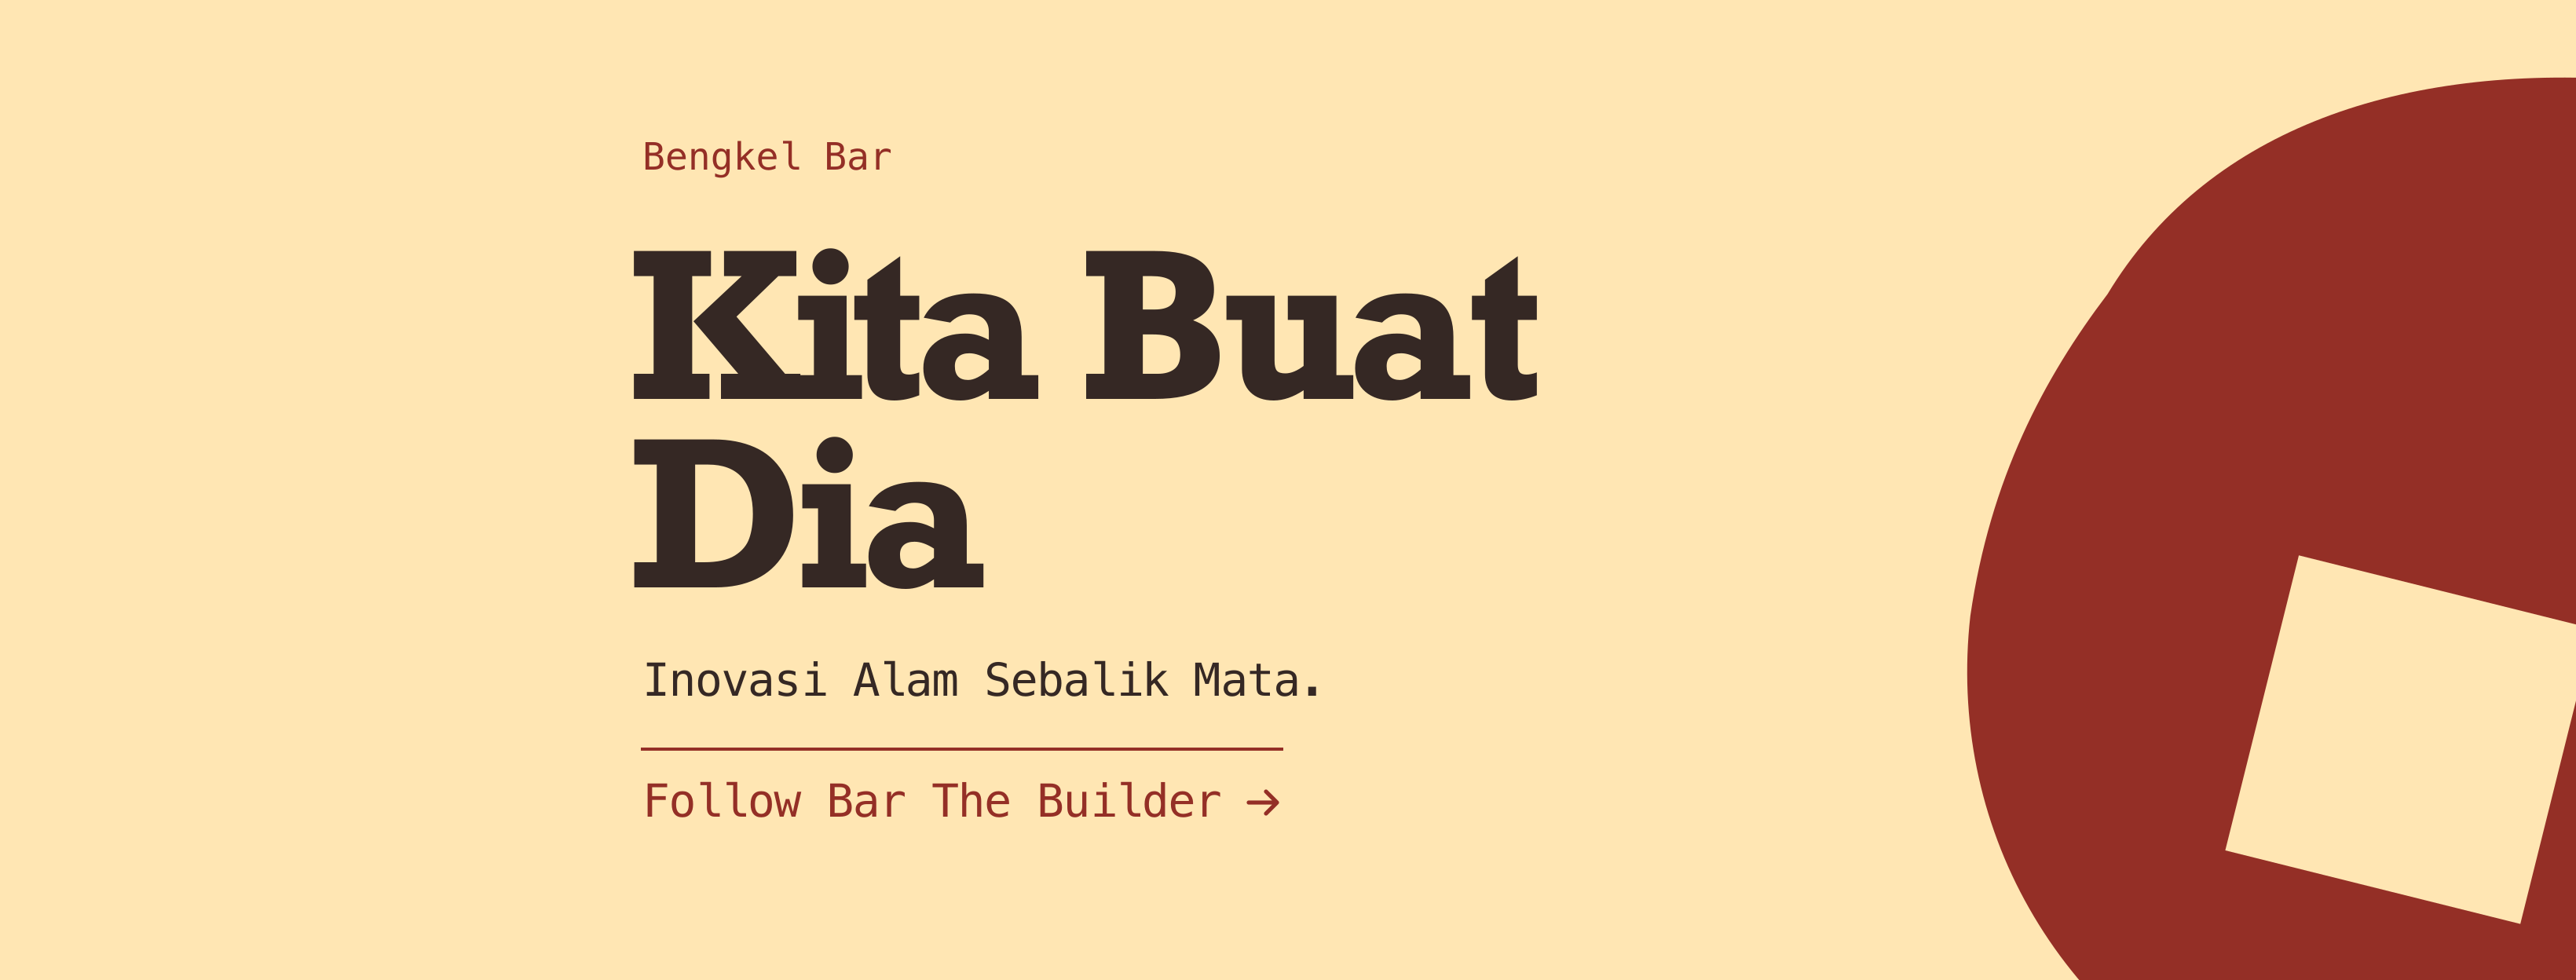 Bengkel Bar
Kita Buat
Dia
Inovasi Alam Sebalik Mata.
Follow Bar The Builder →